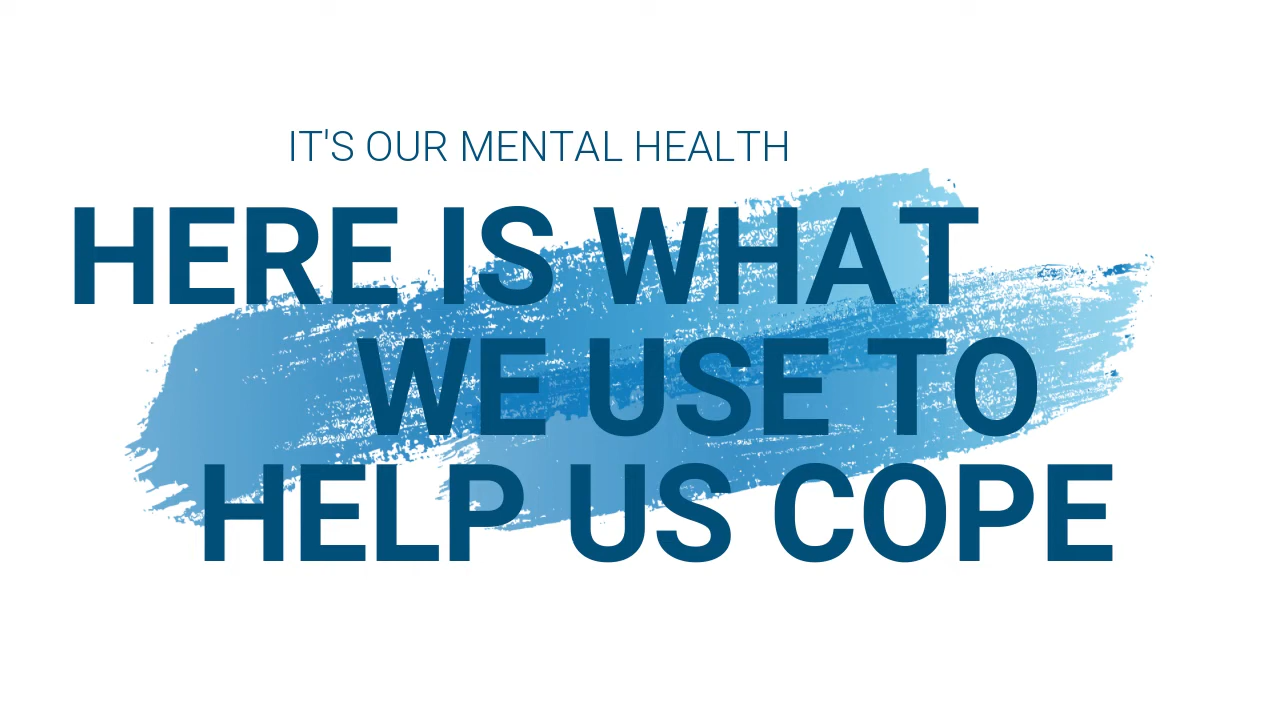 IT'S OUR MENTAL HEALTH
HERE IS WHAT
WE USE TO
HELP US COPE